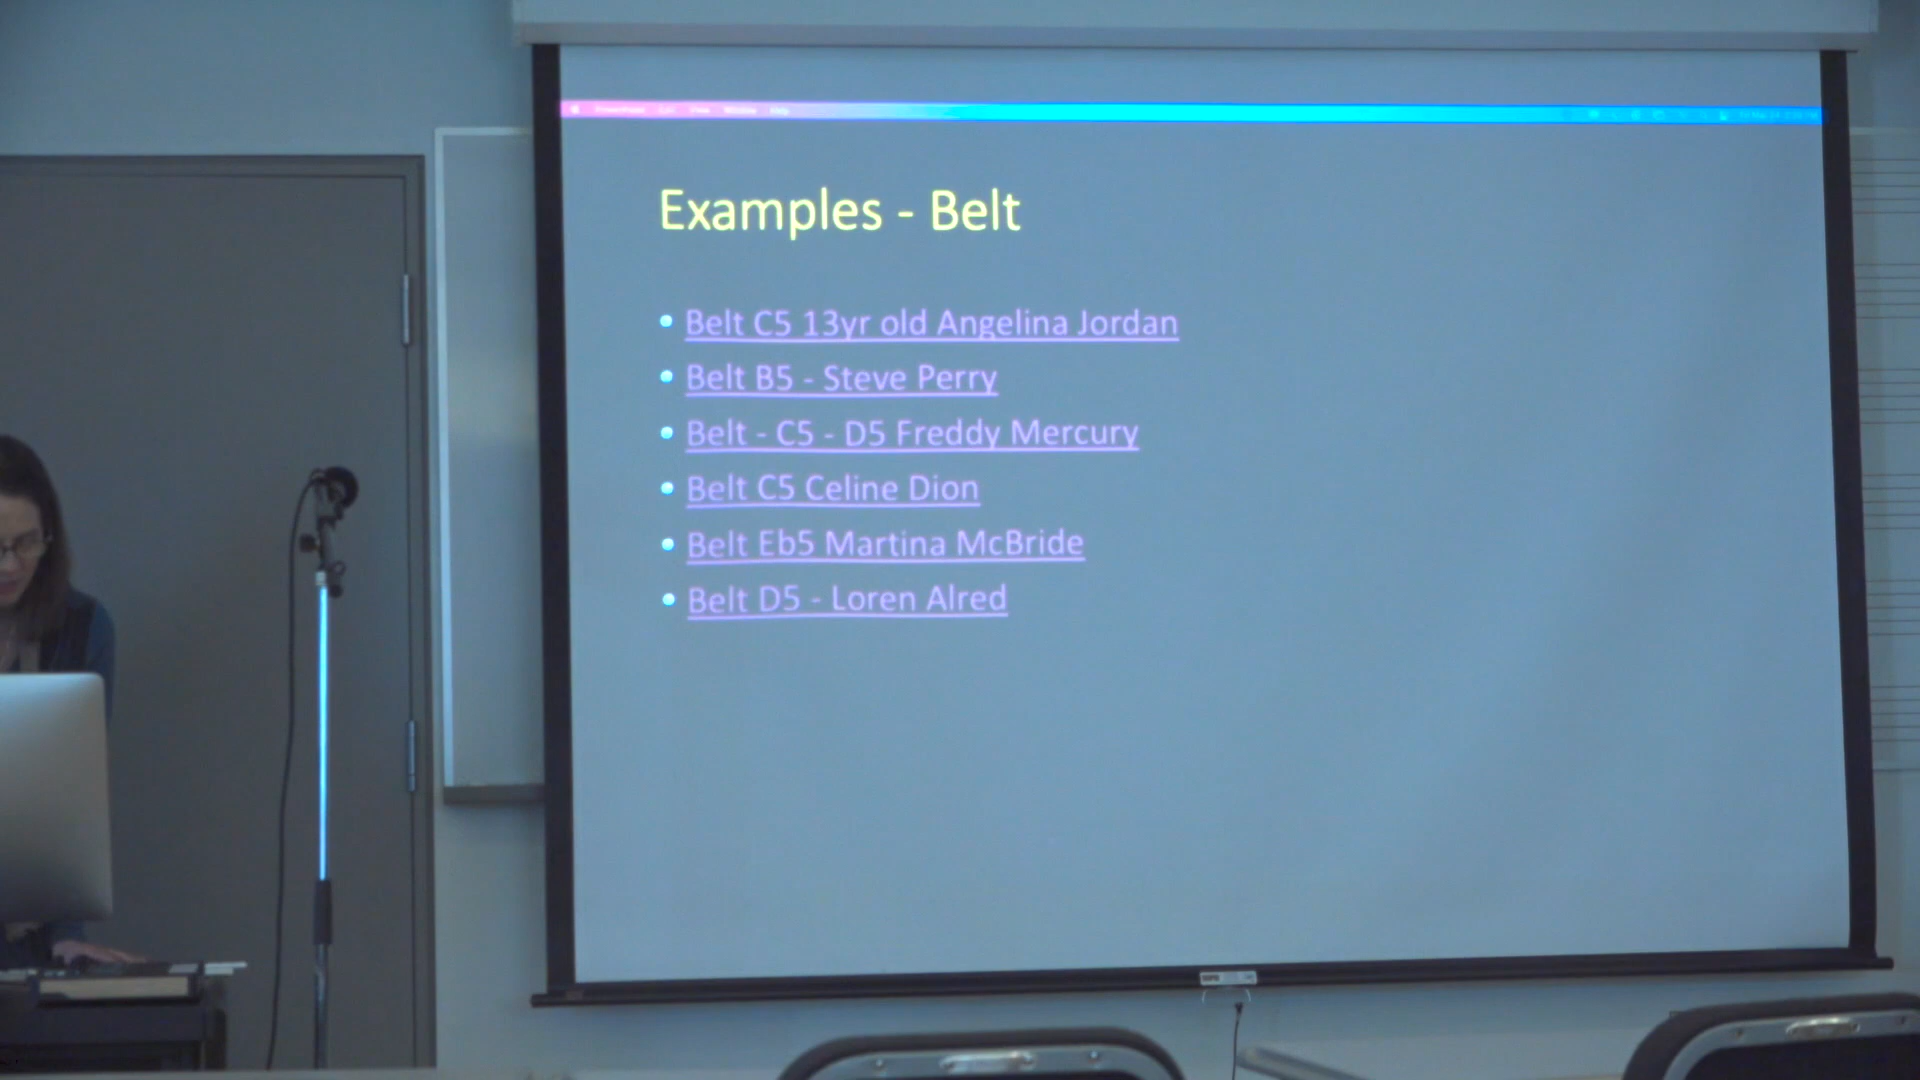 Examples - Belt
• Belt C5 13yr old Angelina Jordan
• Belt B5 - Steve Perry
• Belt - C5 - D5 Freddy Mercury
• Belt C5 Celine Dion
• Belt Eb5 Martina McBride
• Belt D5 - Loren Alred